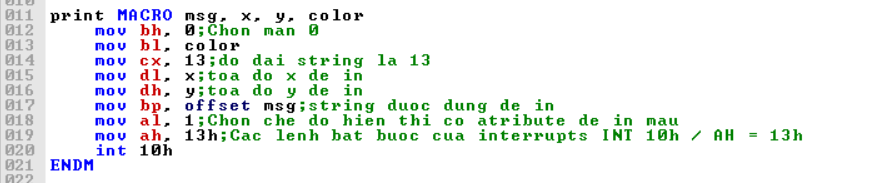 011 print MACRO msg, x, y, color
012     mov bh, 0;Chon man 0
013     mov bl, color
014     mov cx, 13;do dai string la 13
015     mov dl, x;toa do x de in
016     mov dh, y;toa do y de in
017     mov bp, offset msg;string duoc dung de in
018     mov al, 1;Chon che do hien thi co atribute de in mau
019     mov ah, 13h;Cac lenh bat buoc cua interrupts INT 10h / AH = 13h
020     int 10h
021 ENDM